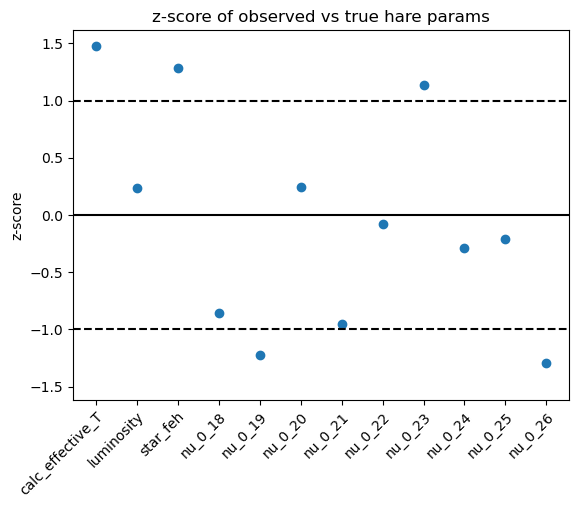 z-score of observed vs true hare params
z-score
1.5
1.0
0.5
0.0
−0.5
−1.0
−1.5
calc_effective_T
luminosity
star_feh
nu_0_18
nu_0_19
nu_0_20
nu_0_21
nu_0_22
nu_0_23
nu_0_24
nu_0_25
nu_0_26